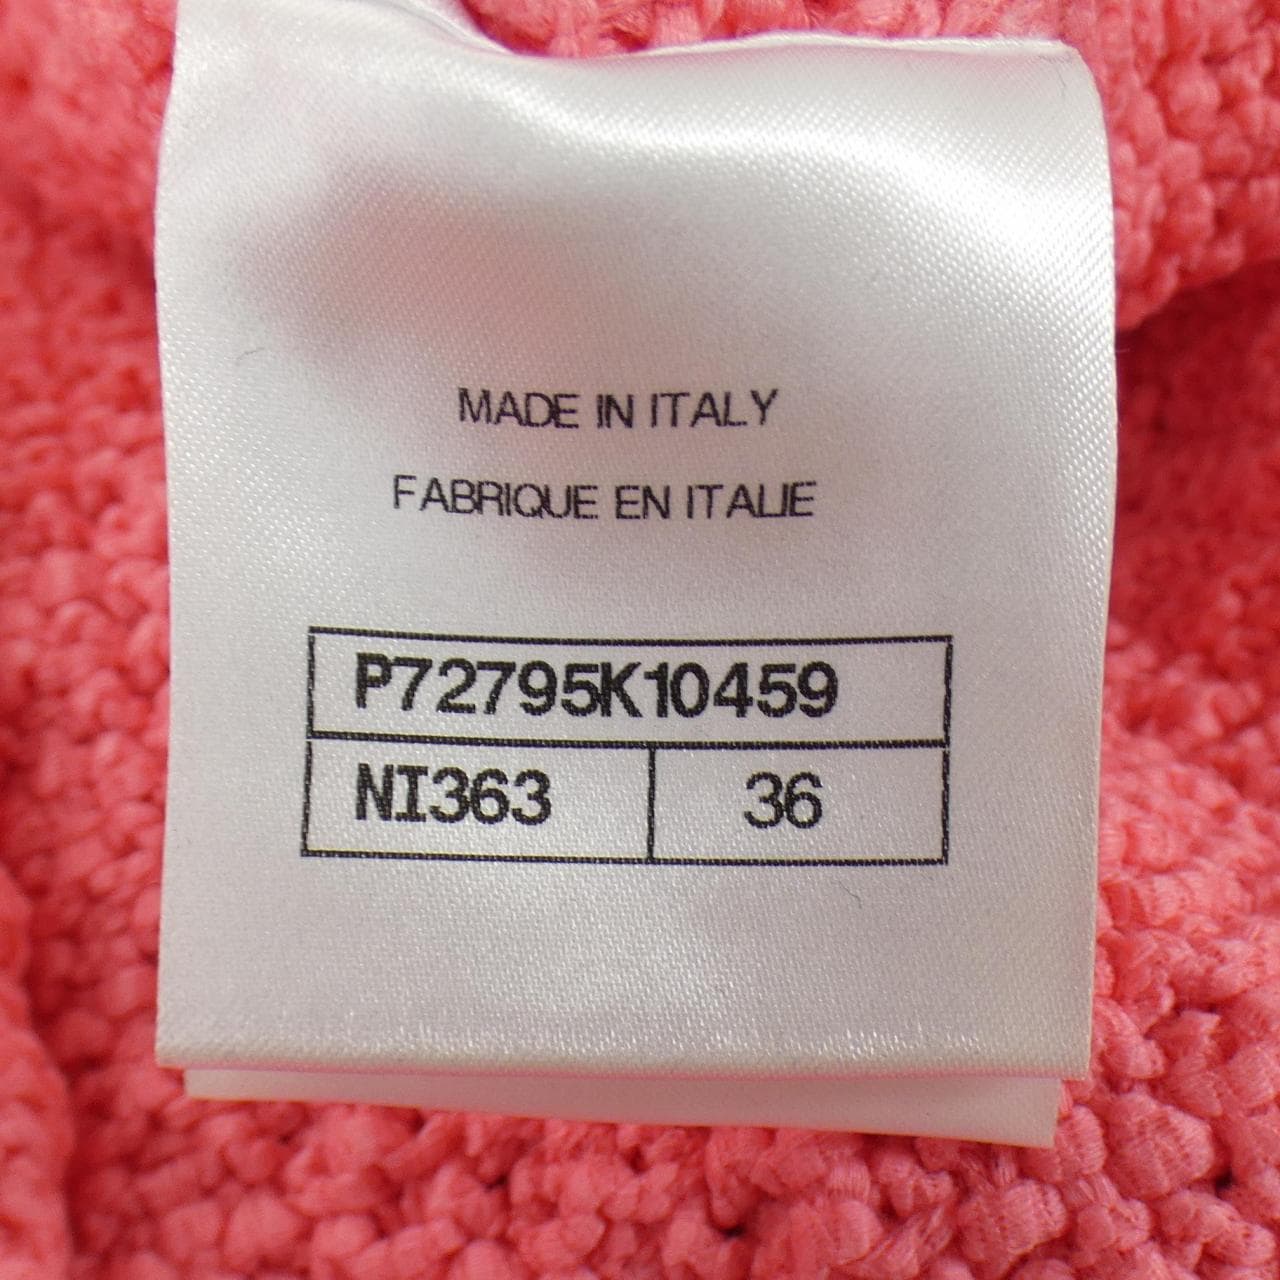 MADE IN ITALY
FABRIQUE EN ITALIE
P72795K10459
NI363 36